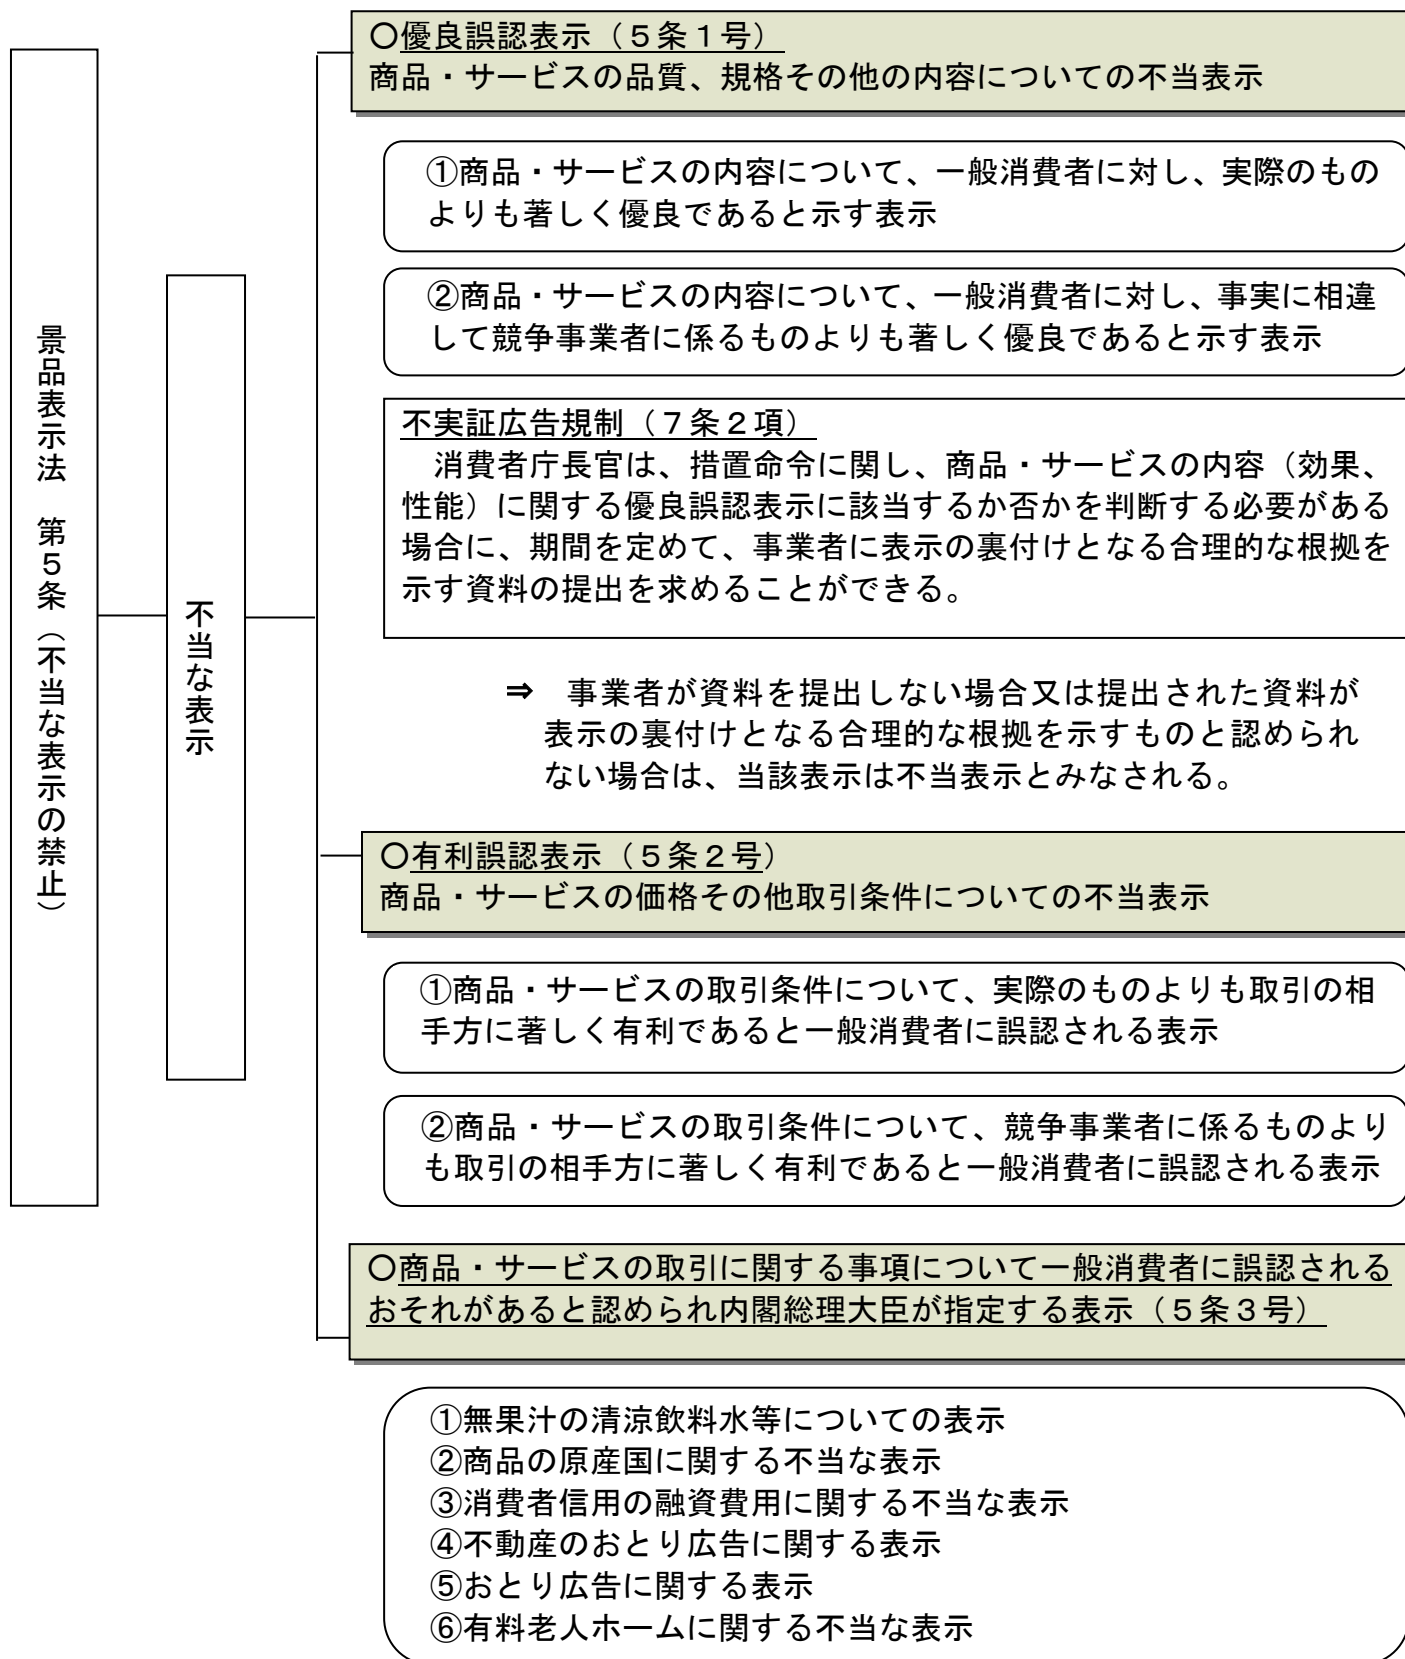 景品表示法　第５条（不当な表示の禁止）
不当な表示
〇優良誤認表示（５条１号）
商品・サービスの品質、規格その他の内容についての不当表示
①商品・サービスの内容について、一般消費者に対し、実際のもの
よりも著しく優良であると示す表示
②商品・サービスの内容について、一般消費者に対し、事実に相違
して競争事業者に係るものよりも著しく優良であると示す表示
不実証広告規制（７条２項）
　消費者庁長官は、措置命令に関し、商品・サービスの内容（効果、
性能）に関する優良誤認表示に該当するか否かを判断する必要がある
場合に、期間を定めて、事業者に表示の裏付けとなる合理的な根拠を
示す資料の提出を求めることができる。
⇒　事業者が資料を提出しない場合又は提出された資料が
表示の裏付けとなる合理的な根拠を示すものと認められ
ない場合は、当該表示は不当表示とみなされる。
〇有利誤認表示（５条２号）
商品・サービスの価格その他取引条件についての不当表示
①商品・サービスの取引条件について、実際のものよりも取引の相
手方に著しく有利であると一般消費者に誤認される表示
②商品・サービスの取引条件について、競争事業者に係るものより
も取引の相手方に著しく有利であると一般消費者に誤認される表示
〇商品・サービスの取引に関する事項について一般消費者に誤認される
おそれがあると認められ内閣総理大臣が指定する表示（５条３号）
①無果汁の清涼飲料水等についての表示
②商品の原産国に関する不当な表示
③消費者信用の融資費用に関する不当な表示
④不動産のおとり広告に関する表示
⑤おとり広告に関する表示
⑥有料老人ホームに関する不当な表示